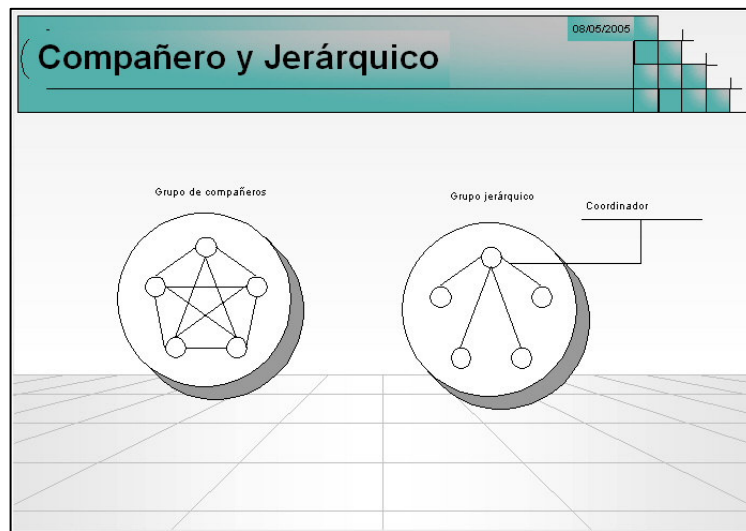 08/05/2005
Compañero y Jerárquico
Grupo de compañeros
Grupo jerárquico
Coordinador